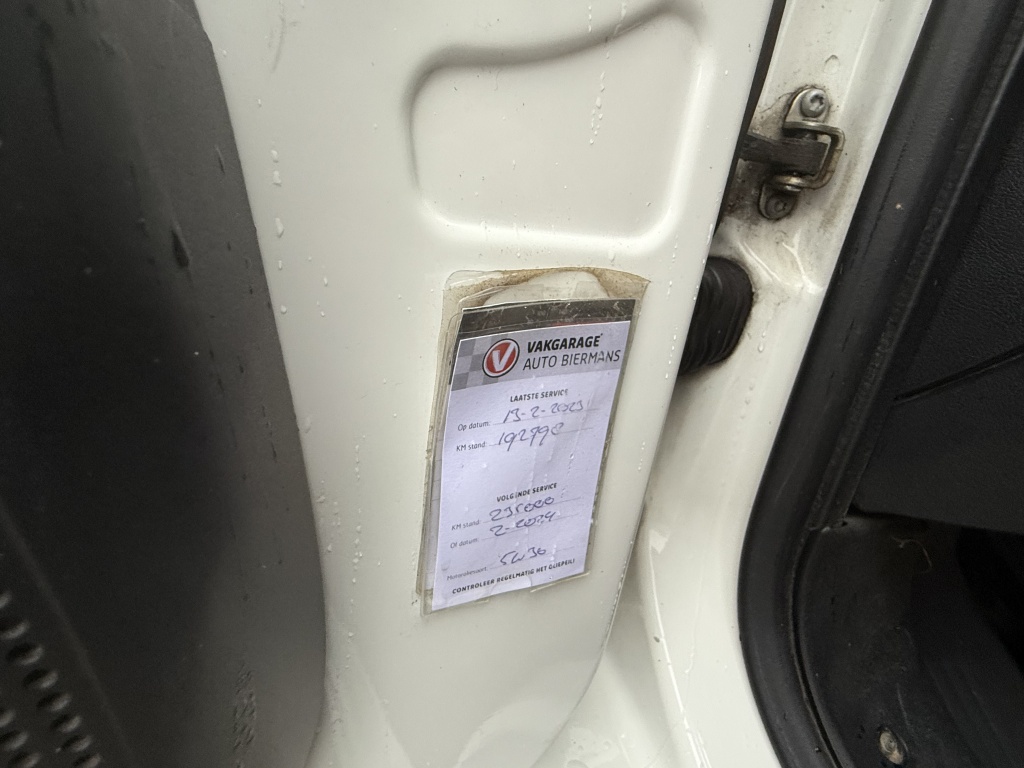 V VAKGARAGE
AUTO BIERMANS
LAATSTE SERVICE
Op datum: 13-2-2023
KM stand: 192990
VOLGENDE SERVICE
KM stand: 235000
Of datum: 2-2024
5W30
CONTROLEER REGELMATIG HET OLIEPEIL!